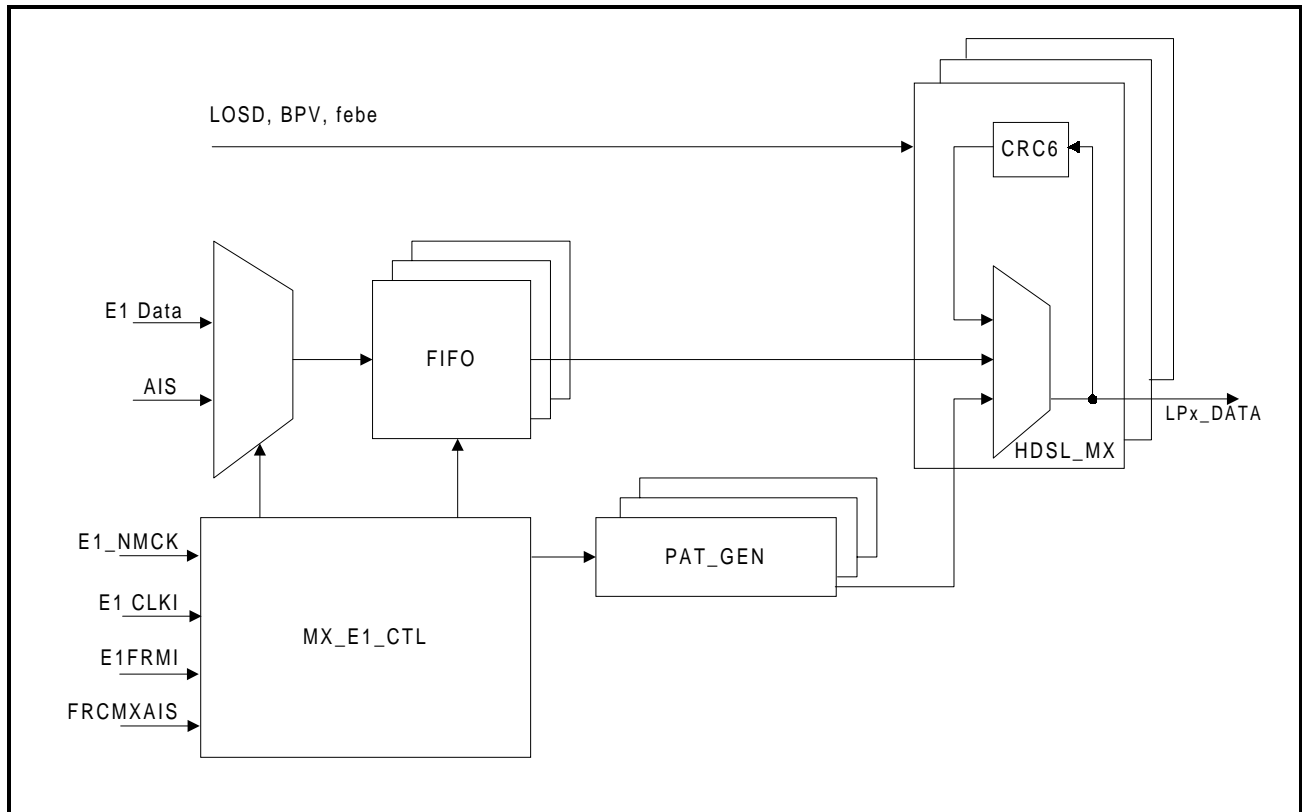 LOSD, BPV, febe
CRC6
E1 Data
AIS
FIFO
LPx_DATA
HDSL_MX
E1_NMCK
E1 CLKI
E1FRMI
FRCMXAIS
MX_E1_CTL
PAT_GEN